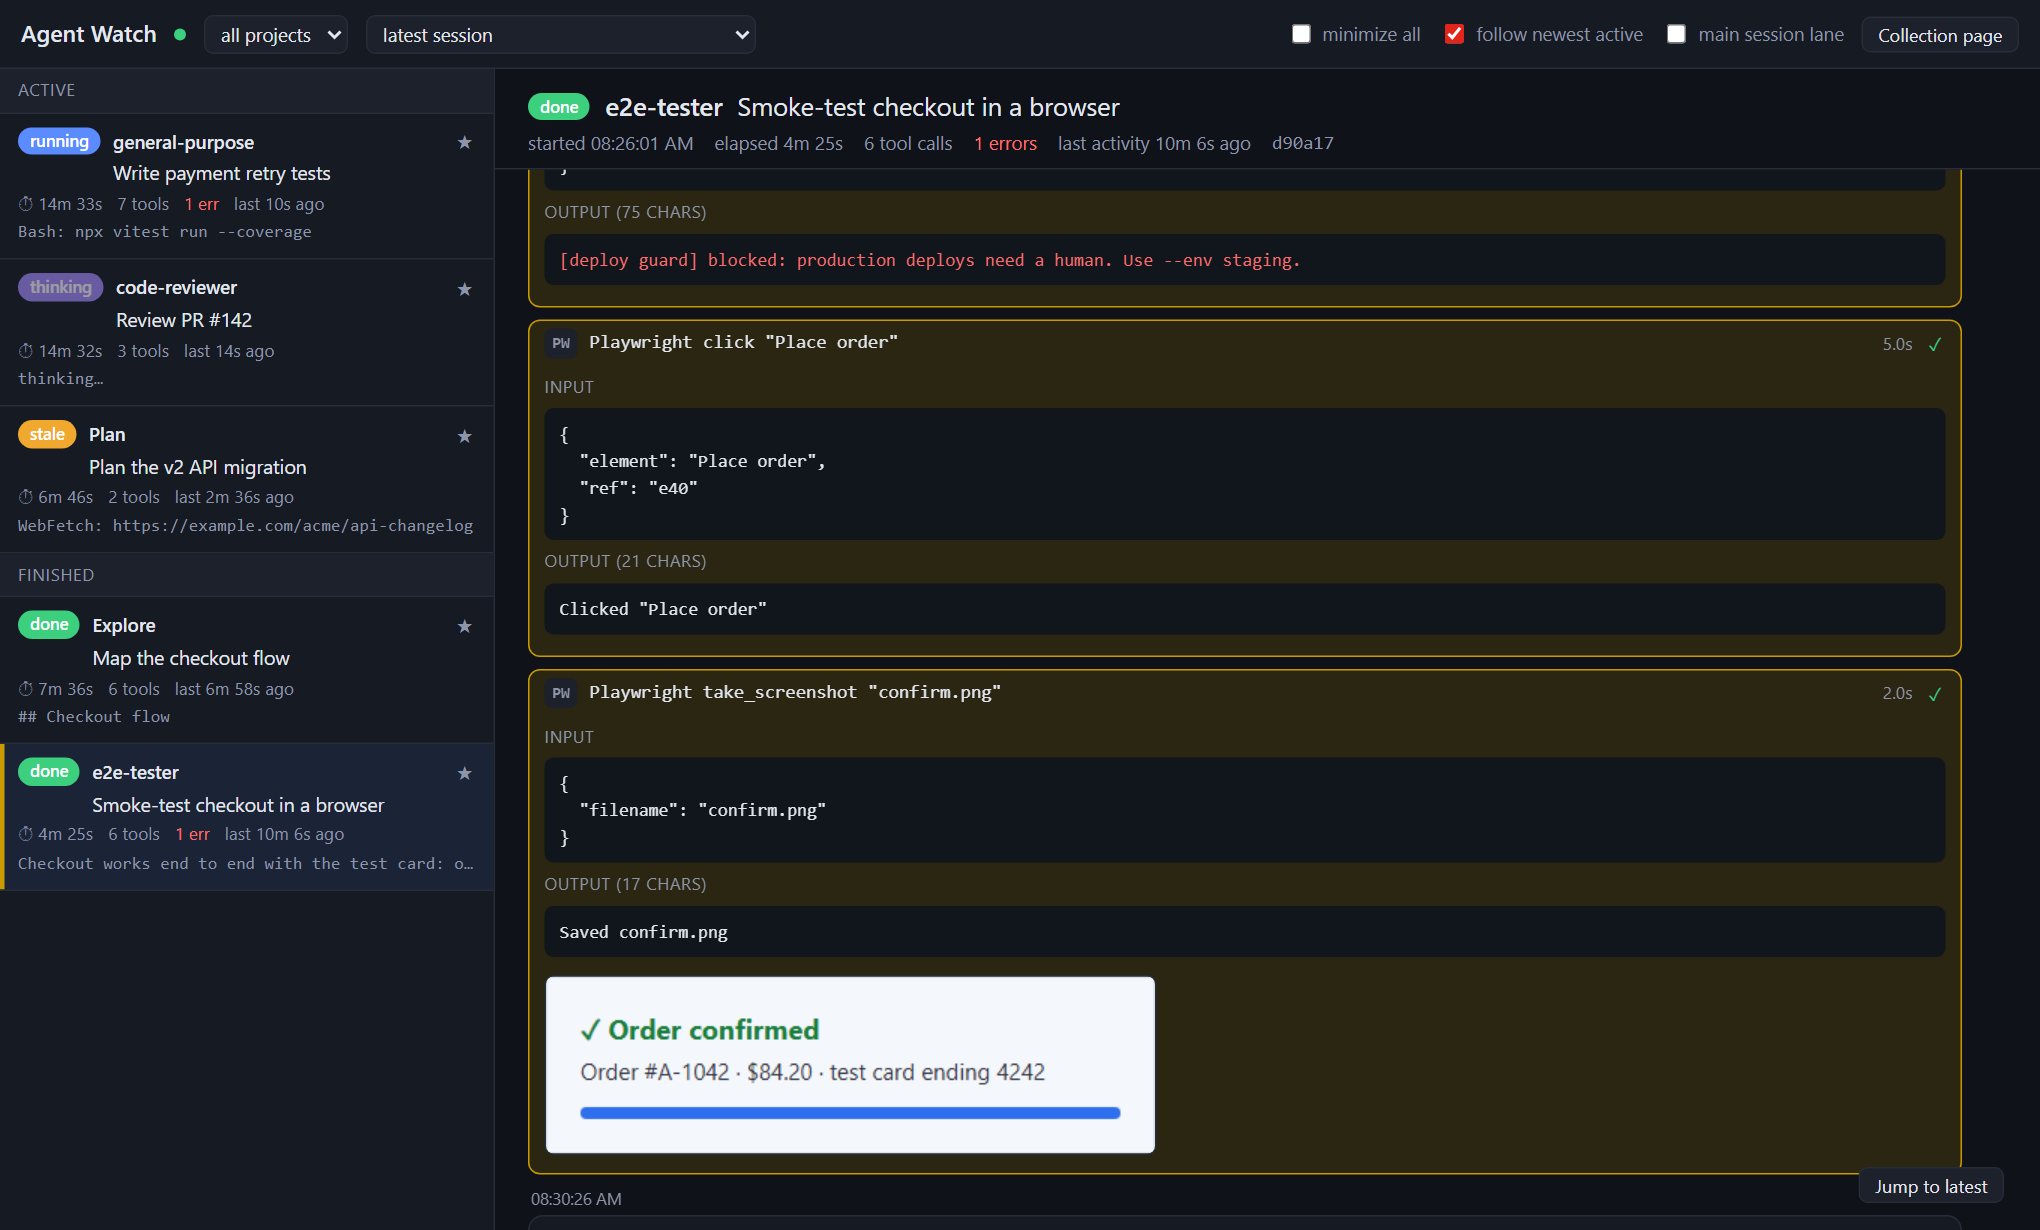 Agent Watch
all projects
latest session
minimize all
follow newest active
main session lane
Collection page
ACTIVE
running general-purpose ★
Write payment retry tests
⏱ 14m 33s 7 tools 1 err last 10s ago
Bash: npx vitest run --coverage
thinking code-reviewer ★
Review PR #142
⏱ 14m 32s 3 tools last 14s ago
thinking…
stale Plan ★
Plan the v2 API migration
⏱ 6m 46s 2 tools last 2m 36s ago
WebFetch: https://example.com/acme/api-changelog
FINISHED
done Explore ★
Map the checkout flow
⏱ 7m 36s 6 tools last 6m 58s ago
## Checkout flow
done e2e-tester ★
Smoke-test checkout in a browser
⏱ 4m 25s 6 tools 1 err last 10m 6s ago
Checkout works end to end with the test card: o…
done e2e-tester Smoke-test checkout in a browser
started 08:26:01 AM elapsed 4m 25s 6 tool calls 1 errors last activity 10m 6s ago d90a17
}
OUTPUT (75 CHARS)
[deploy guard] blocked: production deploys need a human. Use --env staging.
PW Playwright click "Place order" 5.0s ✓
INPUT
{
"element": "Place order",
"ref": "e40"
}
OUTPUT (21 CHARS)
Clicked "Place order"
PW Playwright take_screenshot "confirm.png" 2.0s ✓
INPUT
{
"filename": "confirm.png"
}
OUTPUT (17 CHARS)
Saved confirm.png
✓ Order confirmed
Order #A-1042 · $84.20 · test card ending 4242
Jump to latest
08:30:26 AM